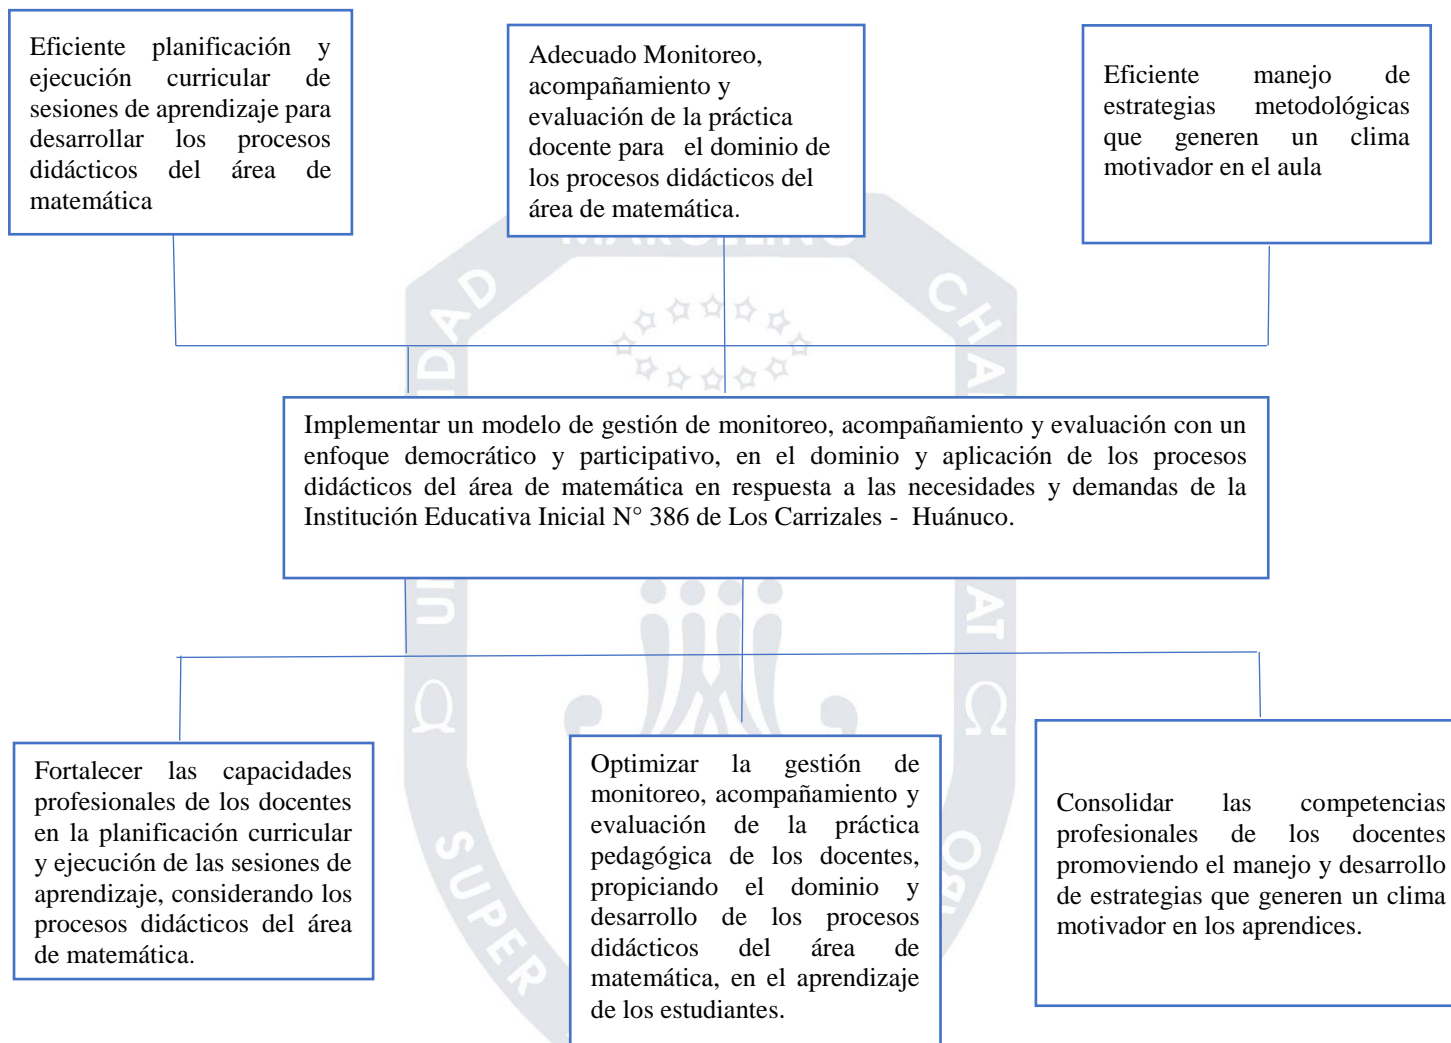 Eficiente planificación y
ejecución curricular de
sesiones de aprendizaje para
desarrollar los procesos
didácticos del área de
matemática
Adecuado Monitoreo,
acompañamiento y
evaluación de la práctica
docente para el dominio de
los procesos didácticos del
área de matemática.
Eficiente manejo de
estrategias metodológicas
que generen un clima
motivador en el aula
Implementar un modelo de gestión de monitoreo, acompañamiento y evaluación con un
enfoque democrático y participativo, en el dominio y aplicación de los procesos
didácticos del área de matemática en respuesta a las necesidades y demandas de la
Institución Educativa Inicial N° 386 de Los Carrizales - Huánuco.
Fortalecer las capacidades
profesionales de los docentes
en la planificación curricular
y ejecución de las sesiones de
aprendizaje, considerando los
procesos didácticos del área
de matemática.
Optimizar la gestión de
monitoreo, acompañamiento y
evaluación de la práctica
pedagógica de los docentes,
propiciando el dominio y
desarrollo de los procesos
didácticos del área de
matemática, en el aprendizaje
de los estudiantes.
Consolidar las competencias
profesionales de los docentes
promoviendo el manejo y desarrollo
de estrategias que generen un clima
motivador en los aprendices.
SUPER